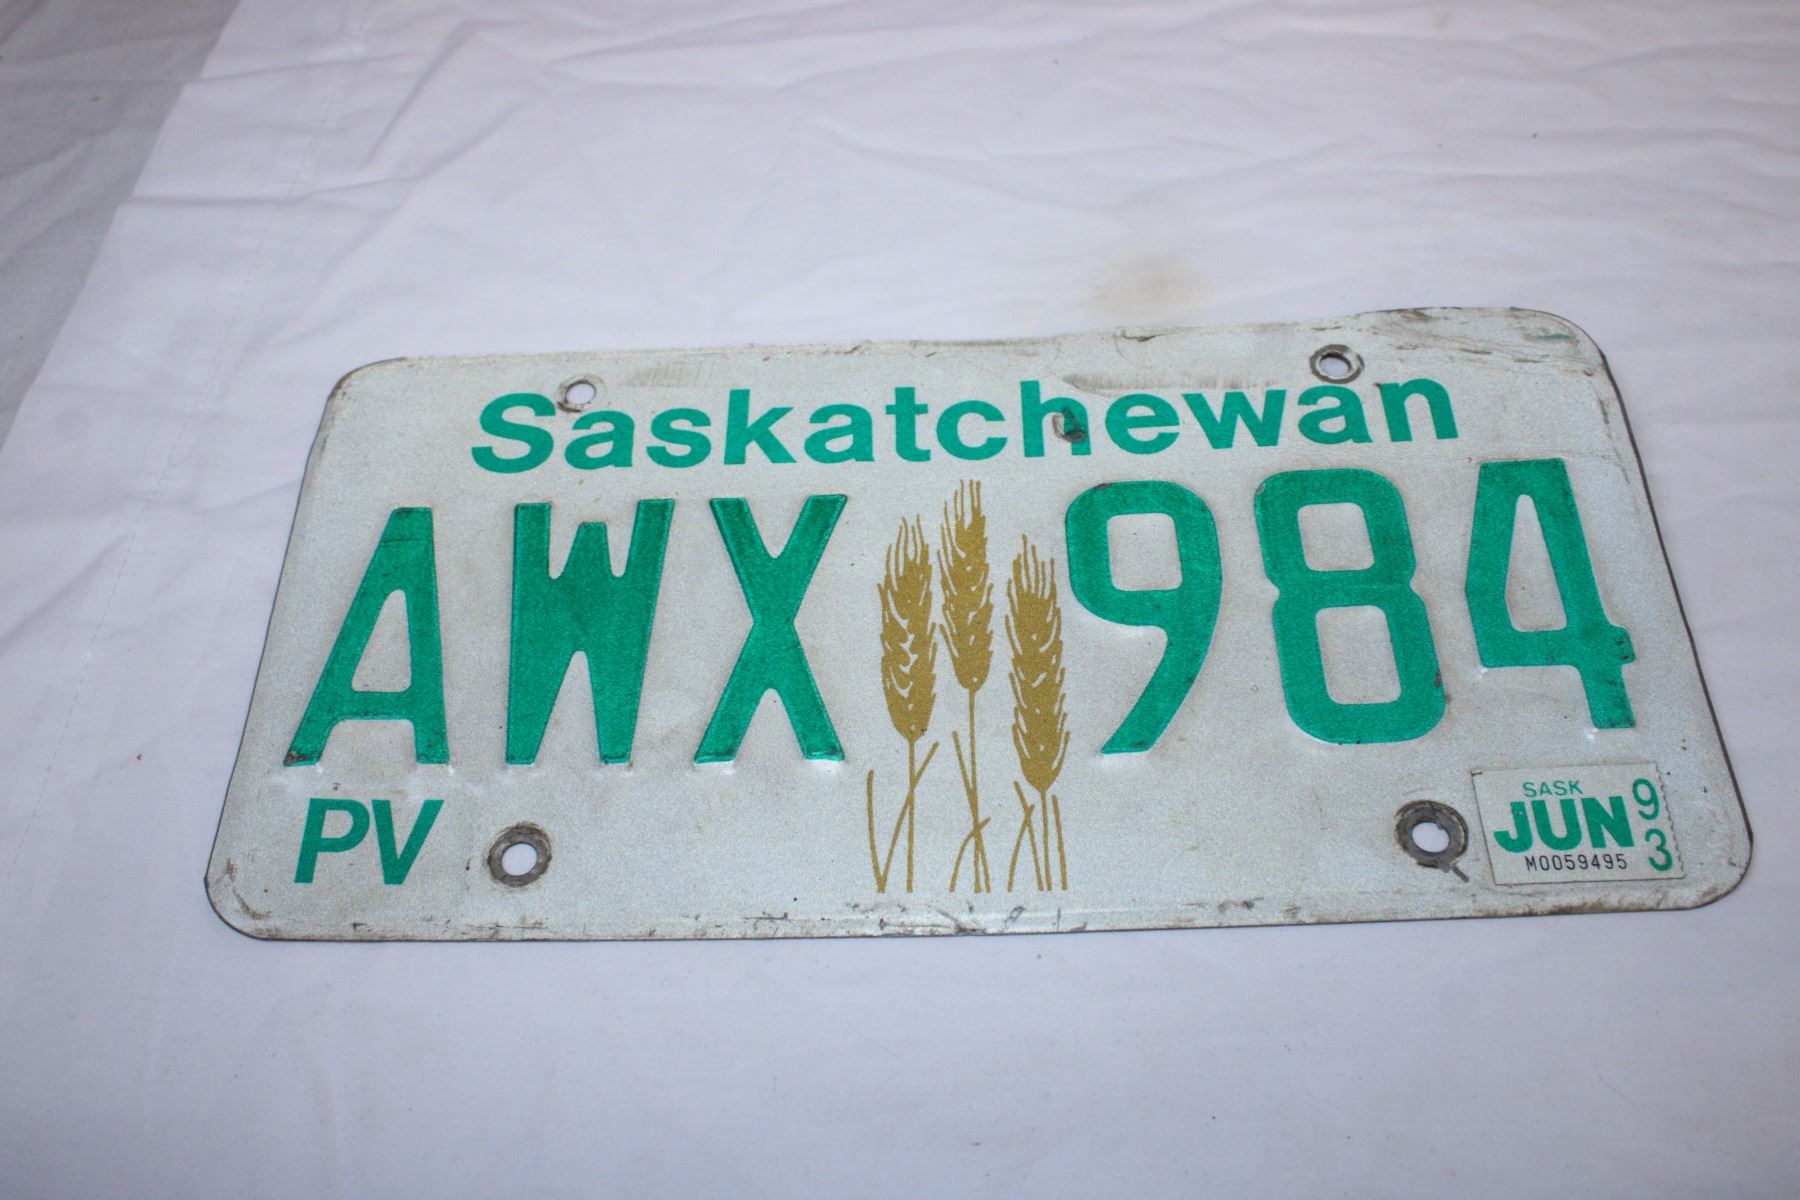 Saskatchewan
AWX 984
PV
SASK
JUN 93
M0059495